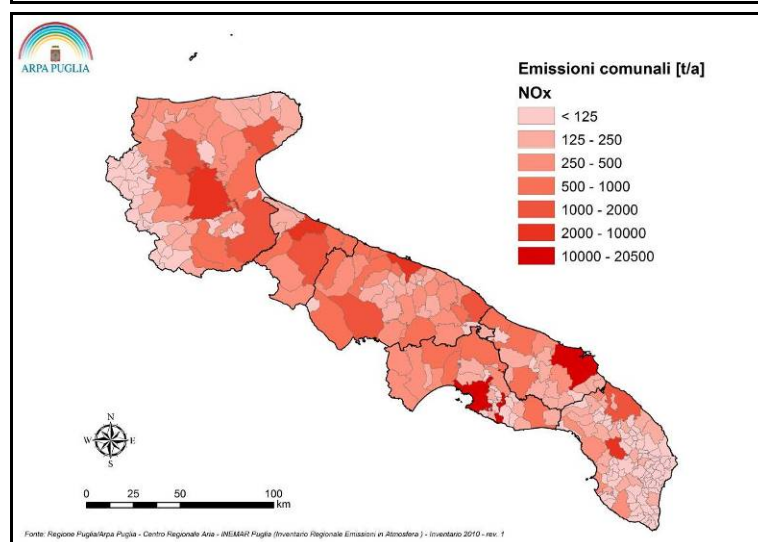 ARPA PUGLIA
Emissioni comunali [t/a]
NOx
< 125
125 - 250
250 - 500
500 - 1000
1000 - 2000
2000 - 10000
10000 - 20500
N
W E
S
0 25 50 100
km
Fonte: Regione Puglia/Arpa Puglia - Centro Regionale Aria - INEMAR Puglia (Inventario Regionale Emissioni in Atmosfera ) - Inventario 2010 - rev. 1